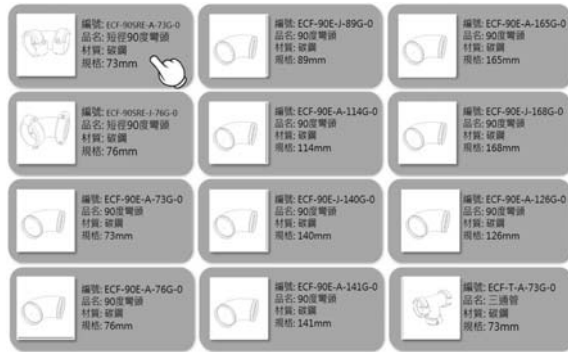 編號: ECF-90SRE-A-73G-0
品名: 短徑90度彎頭
材質: 碳鋼
規格: 73mm
編號: ECF-90E-J-89G-0
品名: 90度彎頭
材質: 碳鋼
規格: 89mm
編號: ECF-90E-A-165G-0
品名: 90度彎頭
材質: 碳鋼
規格: 165mm
編號: ECF-90SRE-J-76G-0
品名: 短徑90度彎頭
材質: 碳鋼
規格: 76mm
編號: ECF-90E-A-114G-0
品名: 90度彎頭
材質: 碳鋼
規格: 114mm
編號: ECF-90E-J-168G-0
品名: 90度彎頭
材質: 碳鋼
規格: 168mm
編號: ECF-90E-A-73G-0
品名: 90度彎頭
材質: 碳鋼
規格: 73mm
編號: ECF-90E-J-140G-0
品名: 90度彎頭
材質: 碳鋼
規格: 140mm
編號: ECF-90E-A-126G-0
品名: 90度彎頭
材質: 碳鋼
規格: 126mm
編號: ECF-90E-A-76G-0
品名: 90度彎頭
材質: 碳鋼
規格: 76mm
編號: ECF-90E-A-141G-0
品名: 90度彎頭
材質: 碳鋼
規格: 141mm
編號: ECF-T-A-73G-0
品名: 三通管
材質: 碳鋼
規格: 73mm